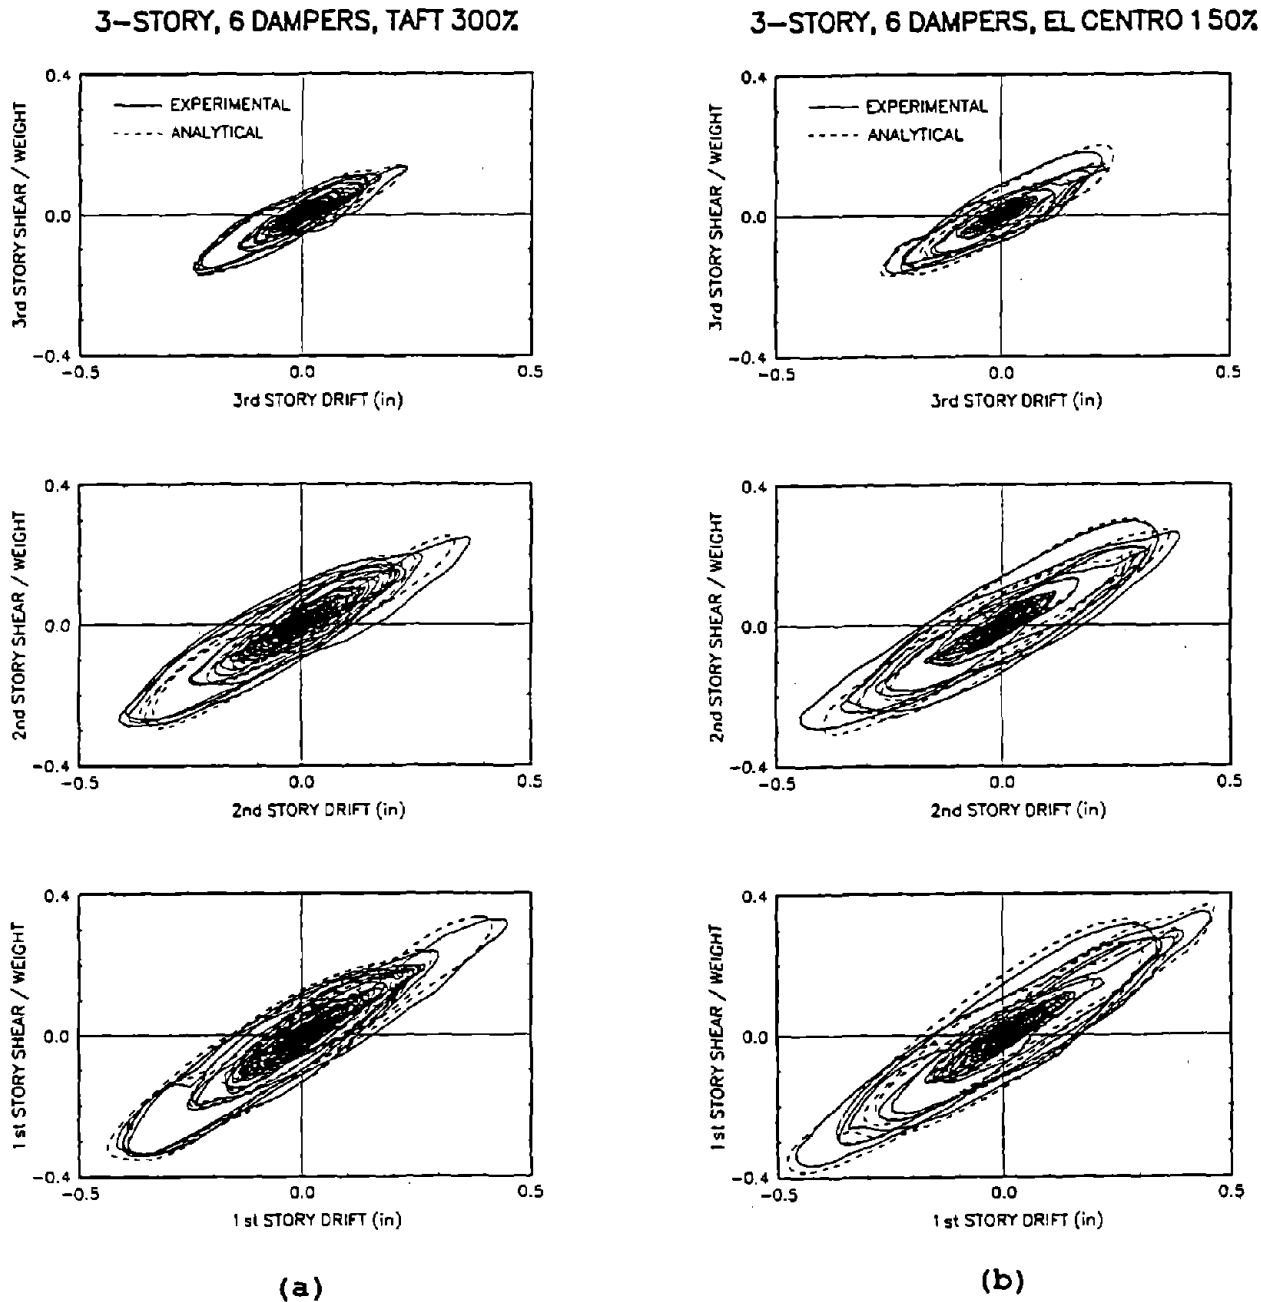 3-STORY, 6 DAMPERS, TAFT 300%
0.4
EXPERIMENTAL
ANALYTICAL
3rd STORY SHEAR / WEIGHT
0.0
-0.4
-0.5
0.0
0.5
3rd STORY DRIFT (in)
0.4
2nd STORY SHEAR / WEIGHT
0.0
-0.4
-0.5
0.0
0.5
2nd STORY DRIFT (in)
0.4
1st STORY SHEAR / WEIGHT
0.0
-0.4
-0.5
0.0
0.5
1st STORY DRIFT (in)
(a)
3-STORY, 6 DAMPERS, EL CENTRO 150%
0.4
EXPERIMENTAL
ANALYTICAL
3rd STORY SHEAR / WEIGHT
0.0
-0.4
-0.5
0.0
0.5
3rd STORY DRIFT (in)
0.4
2nd STORY SHEAR / WEIGHT
0.0
-0.4
-0.5
0.0
0.5
2nd STORY DRIFT (in)
0.4
1st STORY SHEAR / WEIGHT
0.0
-0.4
-0.5
0.0
0.5
1st STORY DRIFT (in)
(b)